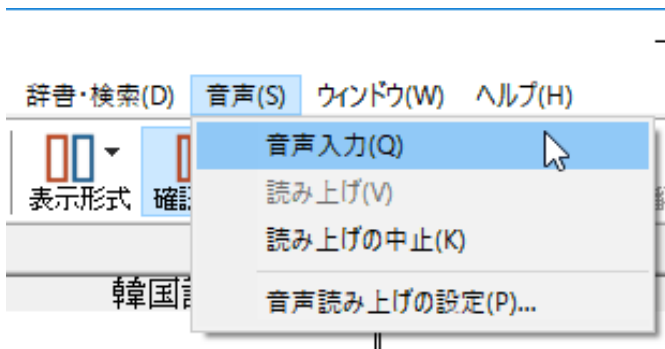 辞書・検索(D) 音声(S) ウィンドウ(W) ヘルプ(H)
音声入力(Q)
表示形式
読み上げ(V)
読み上げの中止(K)
韓国
音声読み上げの設定(P)...